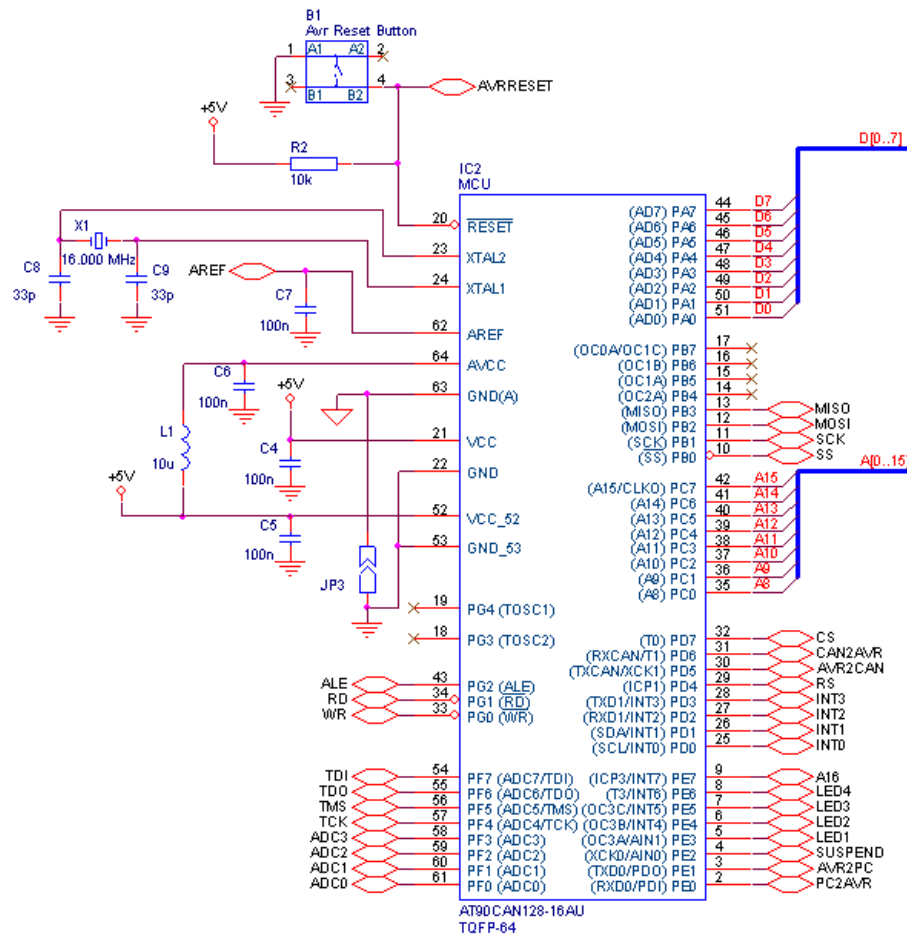 B1
Avr Reset Button
1 A1 A2 2
3 B1 B2 4
AVRRESET
+5V
R2
10k
D[0..7]
IC2
MCU
20 RESET
23 XTAL2
24 XTAL1
62 AREF
64 AVCC
63 GND(A)
21 VCC
22 GND
52 VCC_52
53 GND_53
19 PG4 (TOSC1)
18 PG3 (TOSC2)
X1
16.000 MHz
C8
33p
C9
33p
AREF
C7
100n
C6
100n
+5V
L1
10u
C4
100n
+5V
C5
100n
JP3
ALE 43 PG2 (ALE)
RD 34 PG1 (RD)
WR 33 PG0 (WR)
TDI 54 PF7 (ADC7/TDI)
TDO 55 PF6 (ADC6/TDO)
TMS 56 PF5 (ADC5/TMS)
TCK 57 PF4 (ADC4/TCK)
ADC3 58 PF3 (ADC3)
ADC2 59 PF2 (ADC2)
ADC1 60 PF1 (ADC1)
ADC0 61 PF0 (ADC0)
(AD7) PA7 44 D7
(AD6) PA6 45 D6
(AD5) PA5 46 D5
(AD4) PA4 47 D4
(AD3) PA3 48 D3
(AD2) PA2 49 D2
(AD1) PA1 50 D1
(AD0) PA0 51 D0
(OC0A/OC1C) PB7 17
(OC1B) PB6 16
(OC1A) PB5 15
(OC2A) PB4 14
(MISO) PB3 13 MISO
(MOSI) PB2 12 MOSI
(SCK) PB1 11 SCK
(SS) PB0 10 SS
A[0..15]
(A15/CLKO) PC7 42 A15
(A14) PC6 41 A14
(A13) PC5 40 A13
(A12) PC4 39 A12
(A11) PC3 38 A11
(A10) PC2 37 A10
(A9) PC1 36 A9
(A8) PC0 35 A8
(T0) PD7 32 CS
(RXCAN/T1) PD6 31 CAN2AVR
(TXCAN/XCK1) PD5 30 AVR2CAN
(ICP1) PD4 29 RS
(TXD1/INT3) PD3 28 INT3
(RXD1/INT2) PD2 27 INT2
(SDA/INT1) PD1 26 INT1
(SCL/INT0) PD0 25 INT0
(ICP3/INT7) PE7 9 A16
(T3/INT6) PE6 8 LED4
(OC3C/INT5) PE5 7 LED3
(OC3B/INT4) PE4 6 LED2
(OC3A/AIN1) PE3 5 LED1
(XCK0/AIN0) PE2 4 SUSPEND
(TXD0/PDO) PE1 3 AVR2PC
(RXD0/PDI) PE0 2 PC2AVR
AT90CAN128-16AU
TQFP-64